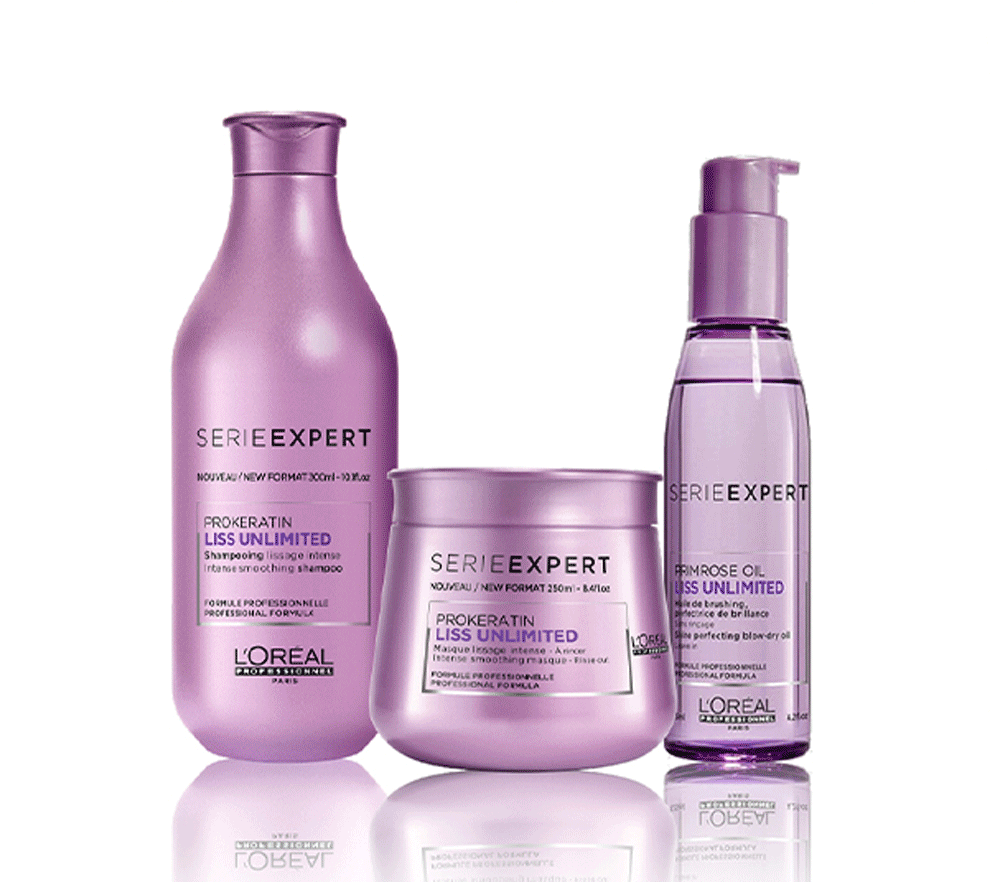 SERIEEXPERT
NOUVEAU / NEW FORMAT 300ml - 10.1fl.oz
PROKERATIN
LISS UNLIMITED
Shampooing lissage intense
Intense smoothing shampoo
FORMULE PROFESSIONNELLE
PROFESSIONAL FORMULA
L'ORÉAL
PROFESSIONNEL
PARIS
SERIEEXPERT
NOUVEAU / NEW FORMAT 250ml - 8.4fl.oz
PROKERATIN
LISS UNLIMITED
Masque lissage intense - À rincer
Intense smoothing masque - Rinse out
FORMULE PROFESSIONNELLE
PROFESSIONAL FORMULA
L'ORÉAL
PROFESSIONNEL
PARIS
SERIEEXPERT
PRIMROSE OIL
LISS UNLIMITED
Huile de brushing,
perfectrice de brillance
Sans rinçage
Shine perfecting blow-dry oil
Leave in
FORMULE PROFESSIONNELLE
PROFESSIONAL FORMULA
L'ORÉAL
PROFESSIONNEL
PARIS